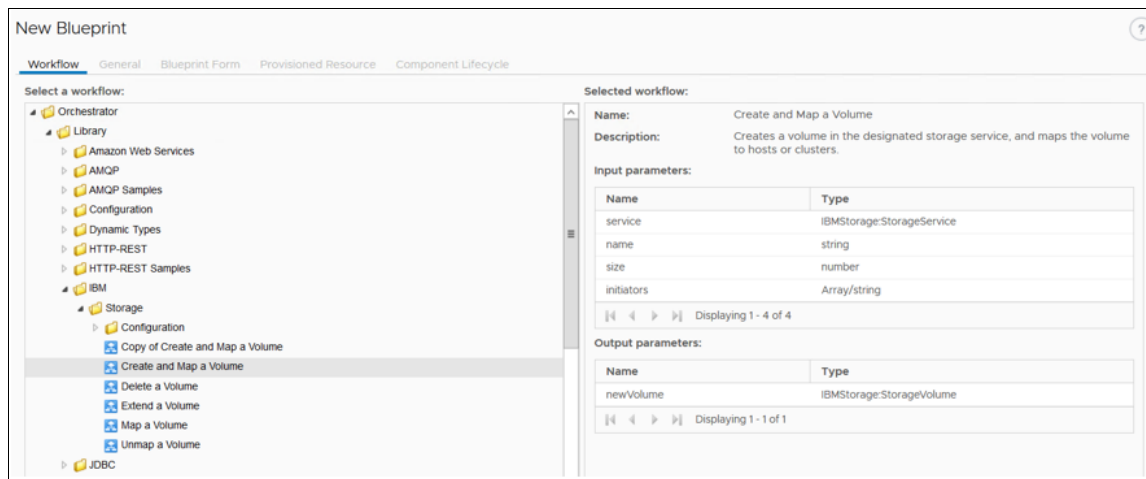 New Blueprint
?
Workflow General Blueprint Form Provisioned Resource Component Lifecycle
Select a workflow:
Orchestrator
Library
Amazon Web Services
AMQP
AMQP Samples
Configuration
Dynamic Types
HTTP-REST
HTTP-REST Samples
IBM
Storage
Configuration
Copy of Create and Map a Volume
Create and Map a Volume
Delete a Volume
Extend a Volume
Map a Volume
Unmap a Volume
JDBC
Selected workflow:
Name: Create and Map a Volume
Description: Creates a volume in the designated storage service, and maps the volume
to hosts or clusters.
Input parameters:
Name Type
service IBMStorage:StorageService
name string
size number
initiators Array/string
Displaying 1 - 4 of 4
Output parameters:
Name Type
newVolume IBMStorage:StorageVolume
Displaying 1 - 1 of 1